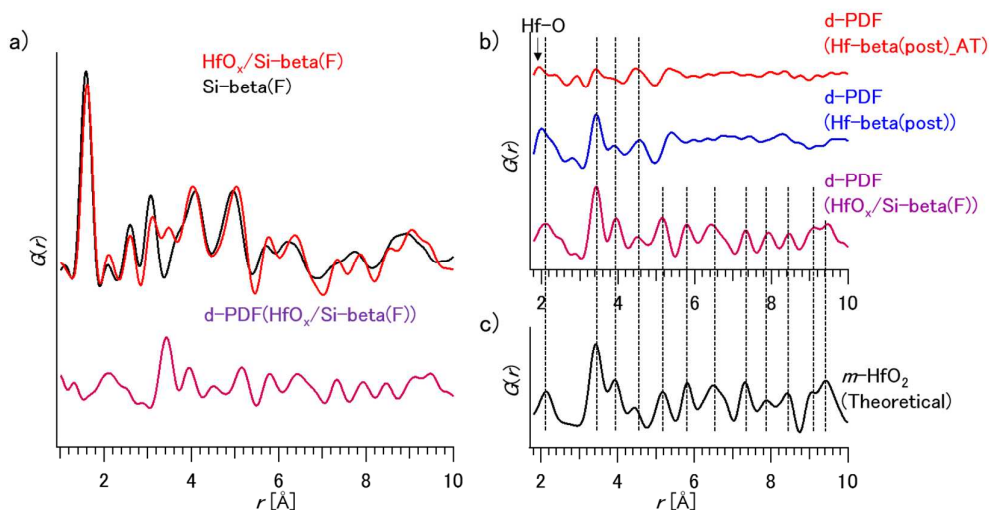 a)
HfOₓ/Si-beta(F)
Si-beta(F)
G(r)
d-PDF(HfOₓ/Si-beta(F))
2 4 6 8 10
r [Å]
b)
Hf-O
d-PDF
(Hf-beta(post)_AT)
d-PDF
(Hf-beta(post))
d-PDF
(HfOₓ/Si-beta(F))
G(r)
2 4 6 8 10
c)
G(r)
m-HfO₂
(Theoretical)
2 4 6 8 10
r [Å]